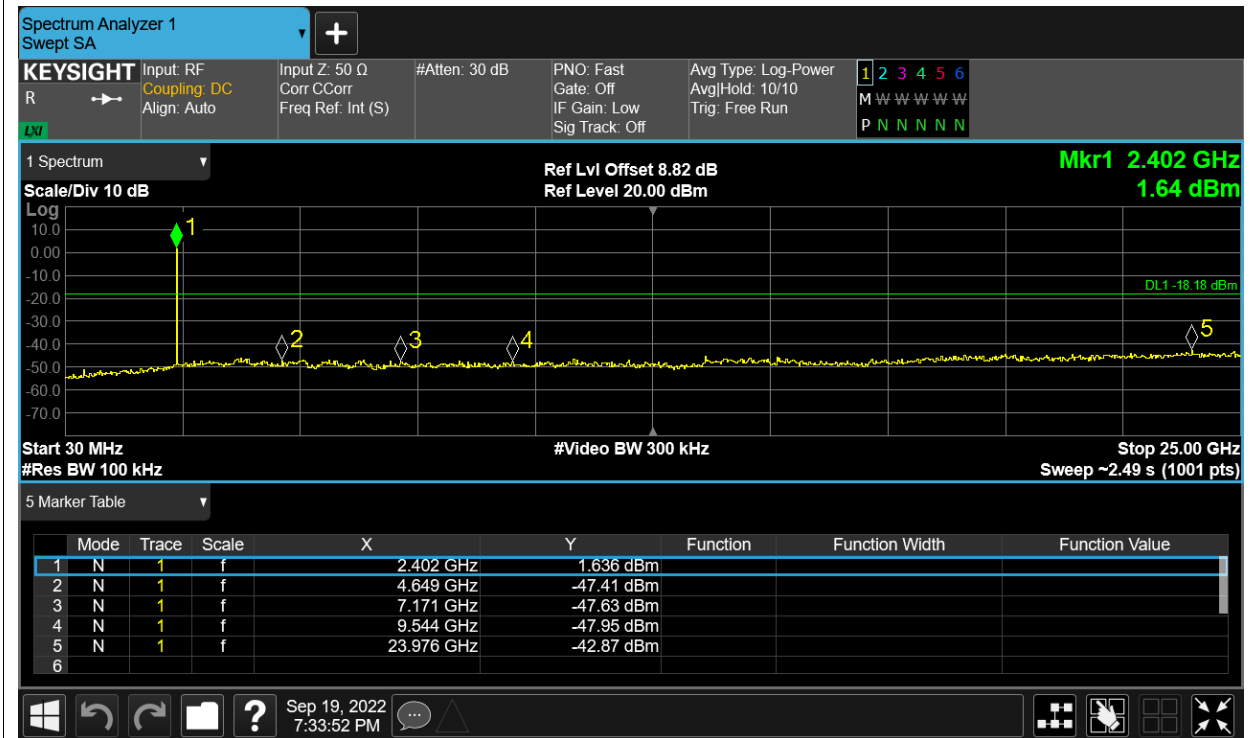 Spectrum Analyzer 1
Swept SA
KEYSIGHT
R
LXI
Input: RF
Coupling: DC
Align: Auto
Input Z: 50 Ω
Corr CCorr
Freq Ref: Int (S)
#Atten: 30 dB
PNO: Fast
Gate: Off
IF Gain: Low
Sig Track: Off
Avg Type: Log-Power
Avg|Hold: 10/10
Trig: Free Run
1 2 3 4 5 6
M W W W W W
P N N N N N
1 Spectrum
Scale/Div 10 dB
Ref Lvl Offset 8.82 dB
Ref Level 20.00 dBm
Mkr1 2.402 GHz
1.64 dBm
Log
10.0
0.00
-10.0
-20.0
-30.0
-40.0
-50.0
-60.0
-70.0
1
2
3
4
5
DL1 -18.18 dBm
Start 30 MHz
#Res BW 100 kHz
#Video BW 300 kHz
Stop 25.00 GHz
Sweep ~2.49 s (1001 pts)
5 Marker Table
Mode Trace Scale X Y Function Function Width Function Value
1 N 1 f 2.402 GHz 1.636 dBm
2 N 1 f 4.649 GHz -47.41 dBm
3 N 1 f 7.171 GHz -47.63 dBm
4 N 1 f 9.544 GHz -47.95 dBm
5 N 1 f 23.976 GHz -42.87 dBm
6
?
Sep 19, 2022
7:33:52 PM